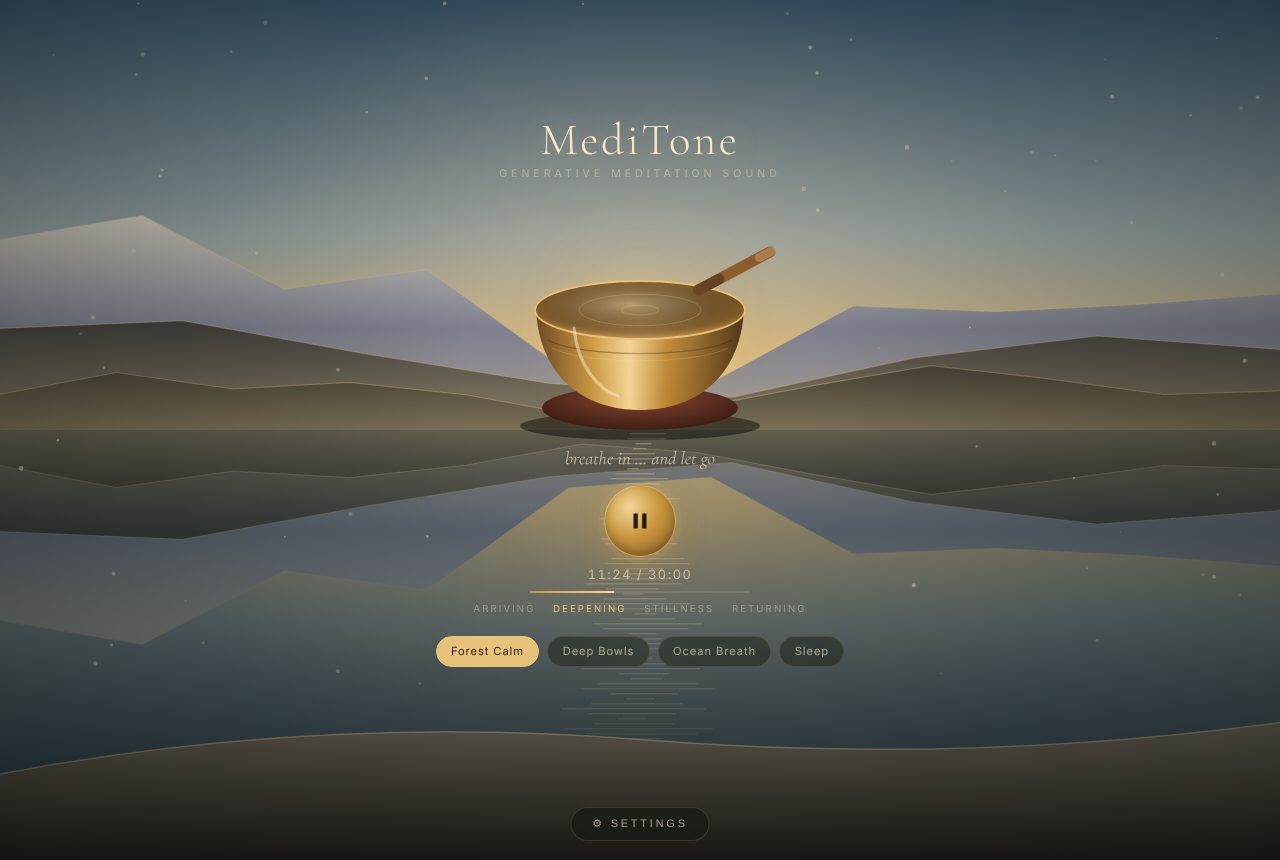 MediTone
GENERATIVE MEDITATION SOUND
breathe in ... and let go
11:24 / 30:00
ARRIVING DEEPENING STILLNESS RETURNING
Forest Calm Deep Bowls Ocean Breath Sleep
⚙ SETTINGS